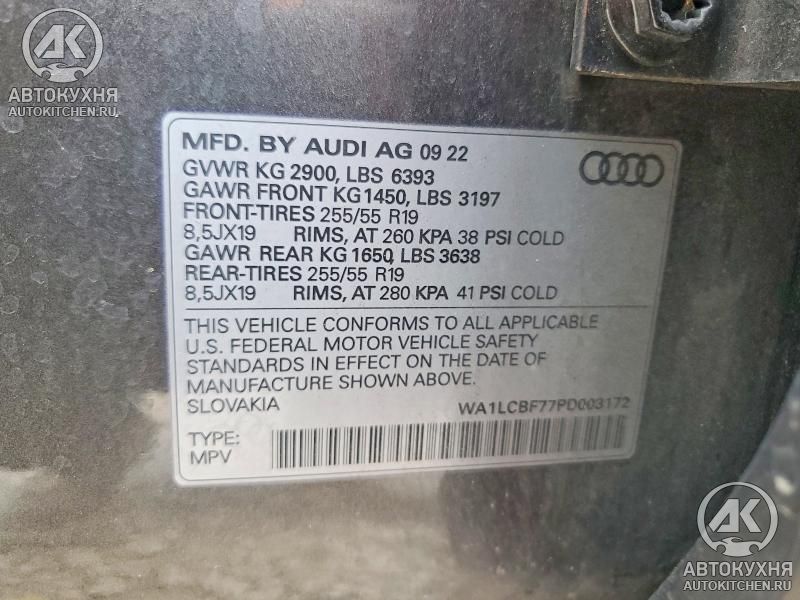 AK
АВТОКУХНЯ
AUTOKITCHEN.RU
MFD. BY AUDI AG 09 22
GVWR KG 2900, LBS 6393
GAWR FRONT KG1450, LBS 3197
FRONT-TIRES 255/55 R19
8,5JX19 RIMS, AT 260 KPA 38 PSI COLD
GAWR REAR KG 1650, LBS 3638
REAR-TIRES 255/55 R19
8,5JX19 RIMS, AT 280 KPA 41 PSI COLD
THIS VEHICLE CONFORMS TO ALL APPLICABLE
U.S. FEDERAL MOTOR VEHICLE SAFETY
STANDARDS IN EFFECT ON THE DATE OF
MANUFACTURE SHOWN ABOVE.
SLOVAKIA WA1LCBF77PD003172
TYPE:
MPV
AK
АВТОКУХНЯ
AUTOKITCHEN.RU